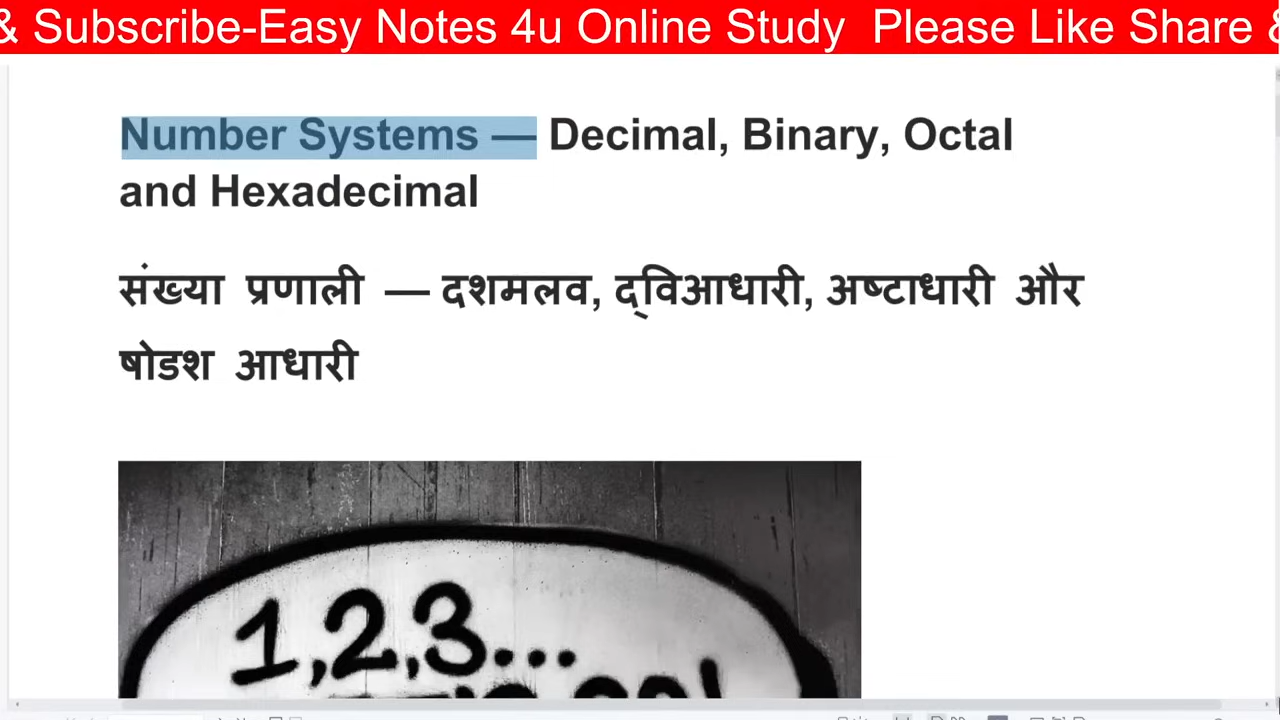 & Subscribe-Easy Notes 4u Online Study Please Like Share &
Number Systems — Decimal, Binary, Octal
and Hexadecimal
संख्या प्रणाली — दशमलव, द्विआधारी, अष्टाधारी और
षोडश आधारी
1,2,3...